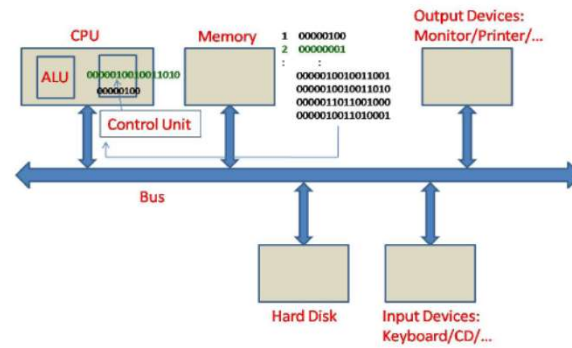 CPU
Memory
1 00000100
2 00000001
: :
0000010010011001
0000010010011010
0000011011001000
0000010011010001
Output Devices:
Monitor/Printer/...
ALU
0000010010011010
00000100
Control Unit
Bus
Hard Disk
Input Devices:
Keyboard/CD/...